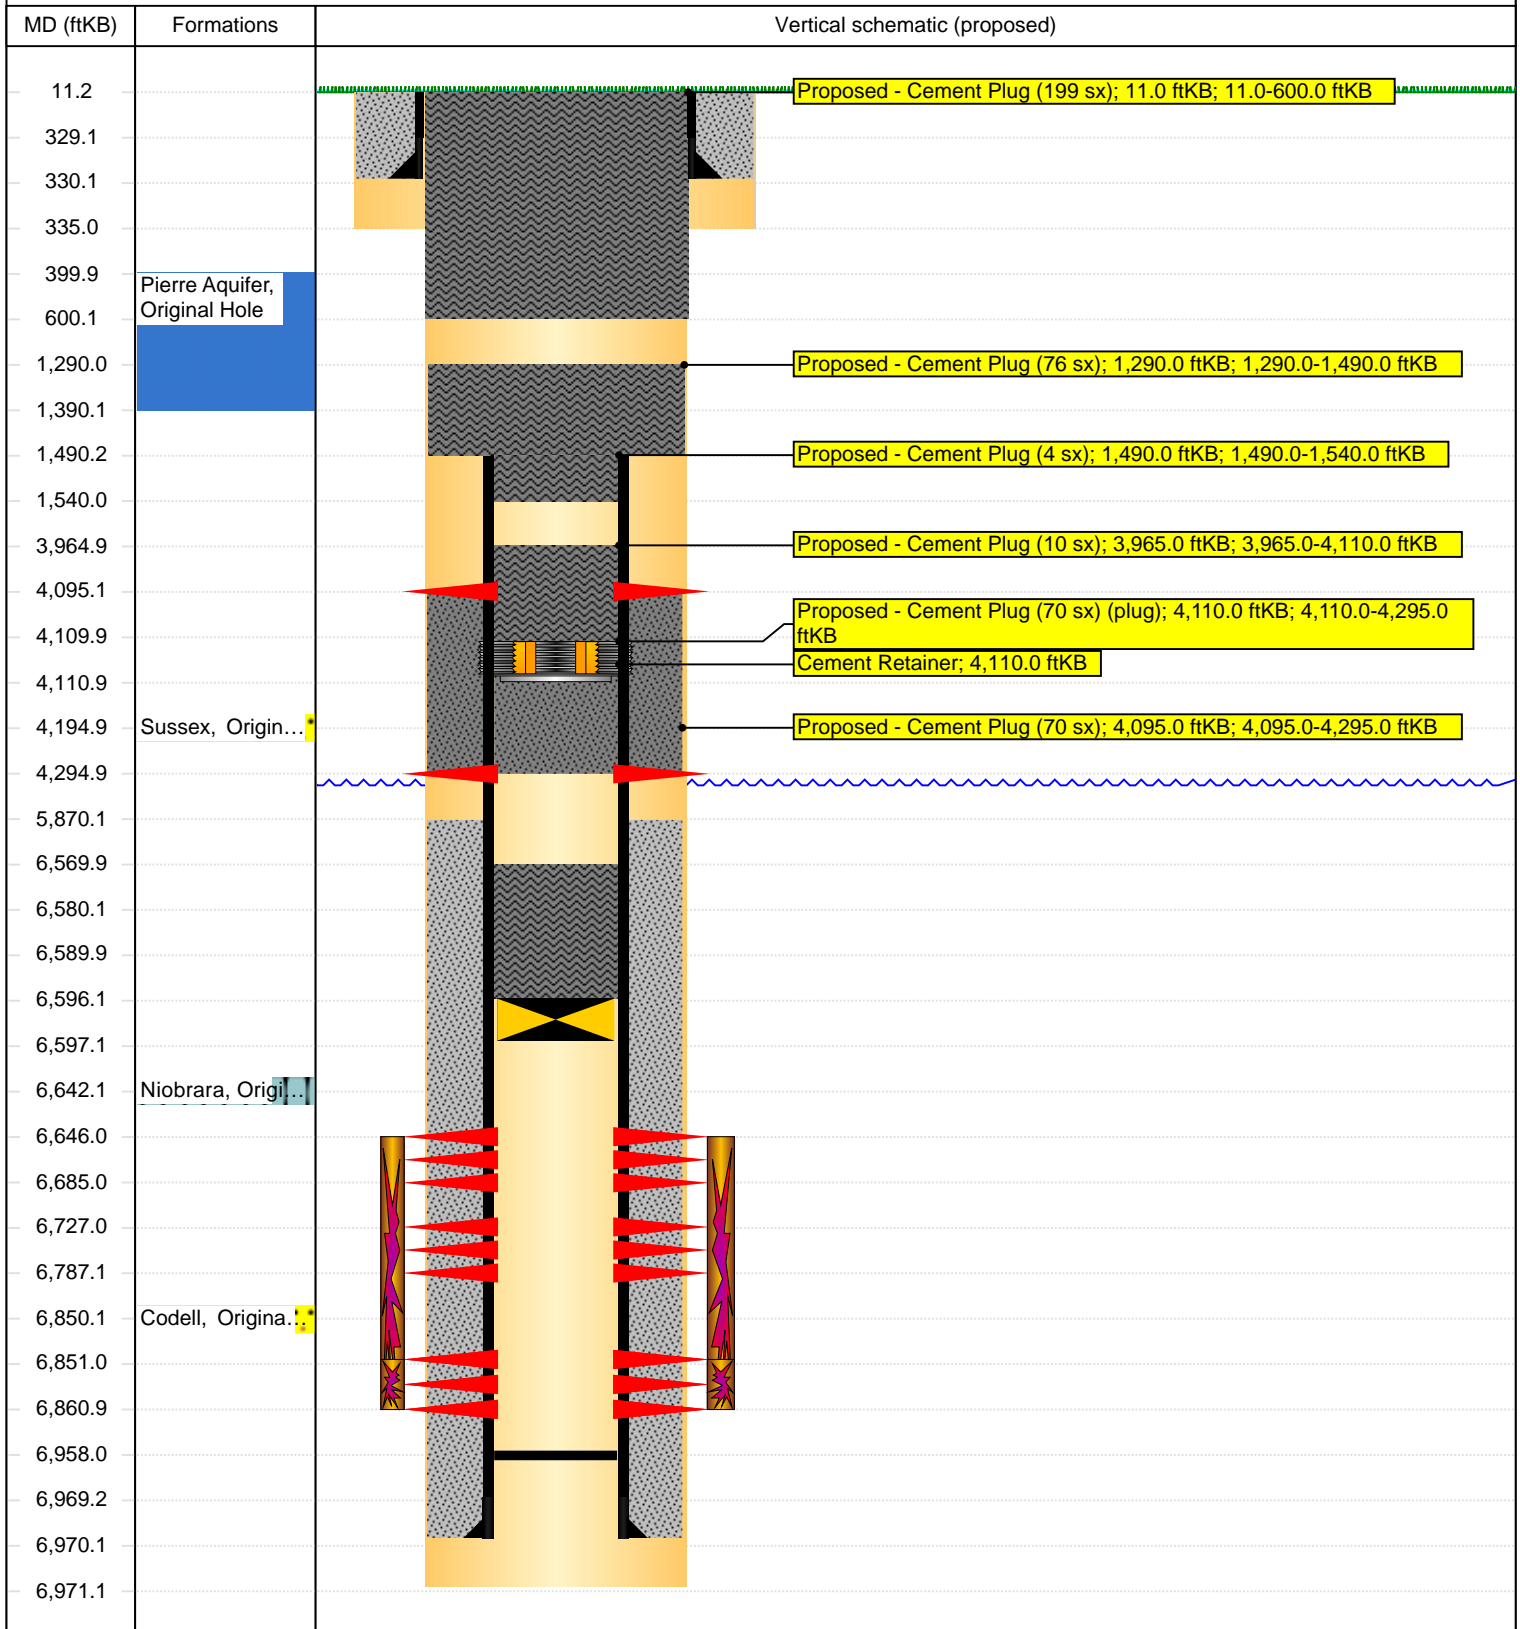 MD (ftKB) Formations Vertical schematic (proposed)
11.2 Proposed - Cement Plug (199 sx); 11.0 ftKB; 11.0-600.0 ftKB
329.1
330.1
335.0
399.9
Pierre Aquifer,
Original Hole
600.1
1,290.0 Proposed - Cement Plug (76 sx); 1,290.0 ftKB; 1,290.0-1,490.0 ftKB
1,390.1
1,490.2 Proposed - Cement Plug (4 sx); 1,490.0 ftKB; 1,490.0-1,540.0 ftKB
1,540.0
3,964.9 Proposed - Cement Plug (10 sx); 3,965.0 ftKB; 3,965.0-4,110.0 ftKB
4,095.1
Proposed - Cement Plug (70 sx) (plug); 4,110.0 ftKB; 4,110.0-4,295.0
4,109.9 ftKB
Cement Retainer; 4,110.0 ftKB
4,110.9
4,194.9 Sussex, Origin... Proposed - Cement Plug (70 sx); 4,095.0 ftKB; 4,095.0-4,295.0 ftKB
4,294.9
5,870.1
6,569.9
6,580.1
6,589.9
6,596.1
6,597.1
6,642.1 Niobrara, Origi...
6,646.0
6,685.0
6,727.0
6,787.1
6,850.1 Codell, Origina...
6,851.0
6,860.9
6,958.0
6,969.2
6,970.1
6,971.1